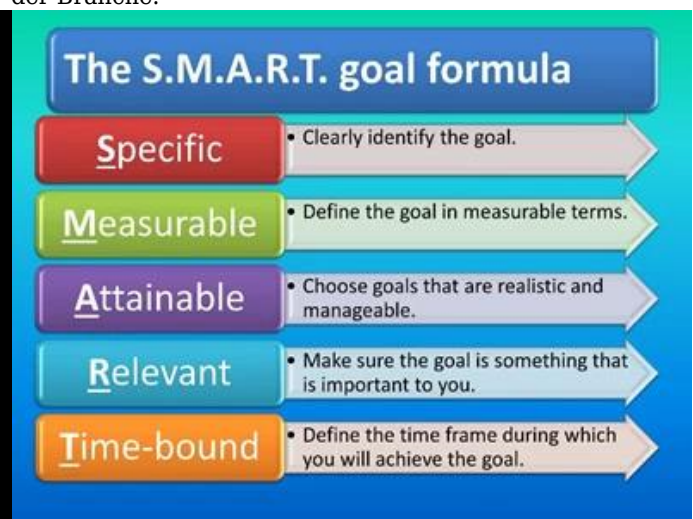 der Branche.
The S.M.A.R.T. goal formula
Specific
• Clearly identify the goal.
Measurable
• Define the goal in measurable terms.
Attainable
• Choose goals that are realistic and
manageable.
Relevant
• Make sure the goal is something that
is important to you.
Time-bound
• Define the time frame during which
you will achieve the goal.